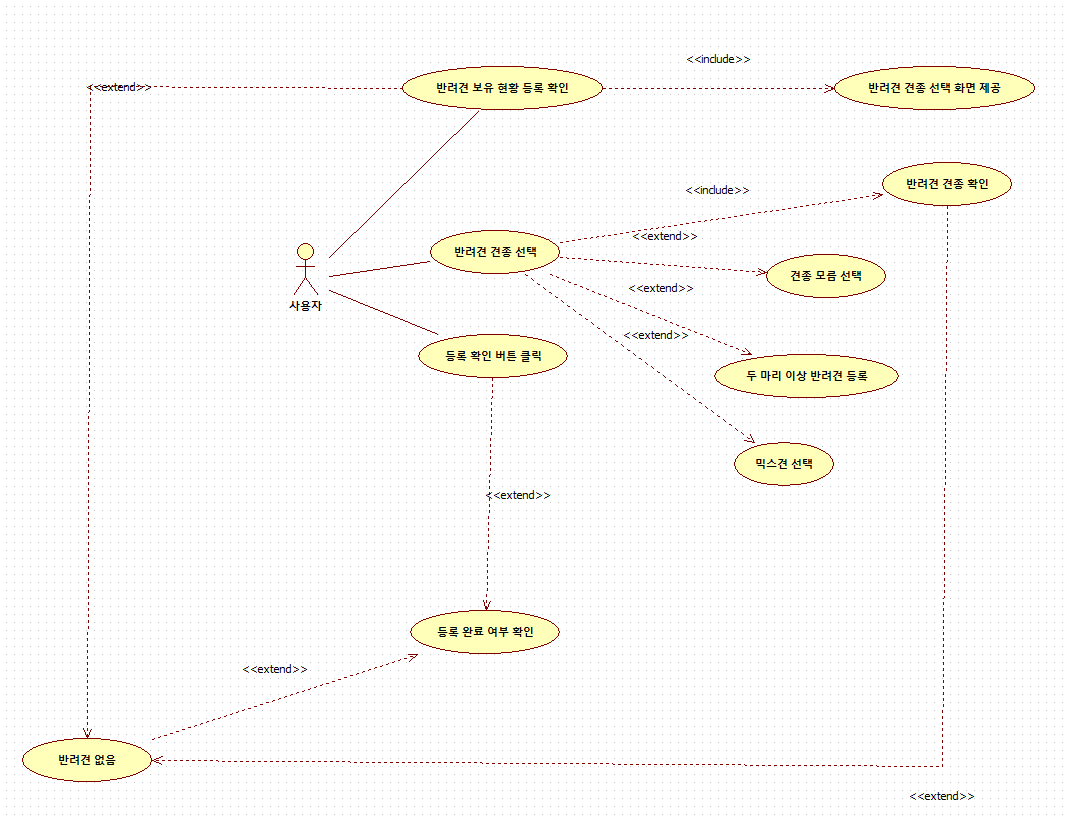 <<include>>
<<extend>>
반려견 보유 현황 등록 확인
반려견 견종 선택 화면 제공
<<include>>
반려견 견종 확인
<<extend>>
반려견 견종 선택
견종 모름 선택
<<extend>>
사용자
<<extend>>
등록 확인 버튼 클릭
두 마리 이상 반려견 등록
믹스견 선택
<<extend>>
등록 완료 여부 확인
<<extend>>
반려견 없음
<<extend>>